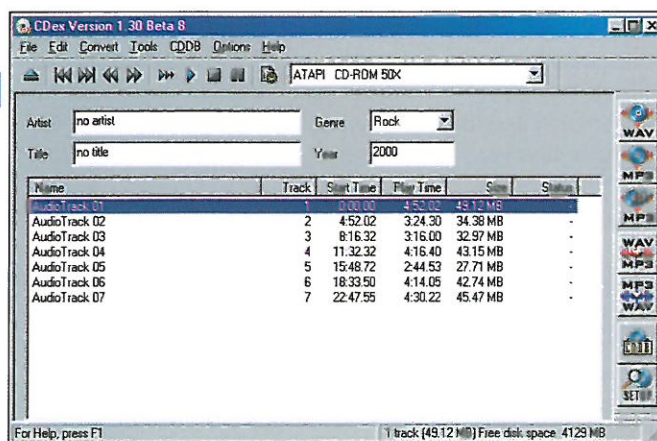 CDex Version 1.30 Beta 8
File Edit Convert Tools CDDB Options Help
ATAPI CD-ROM 50X
Artist no artist Genre Rock
Title no title Year 2000
Name Track Start Time Play Time Size Status
AudioTrack 01 1 0:00.00 4:52.02 49.12 MB -
AudioTrack 02 2 4:52.02 3:24.30 34.38 MB -
AudioTrack 03 3 8:16.32 3:16.00 32.97 MB -
AudioTrack 04 4 11:32.32 4:16.40 43.15 MB -
AudioTrack 05 5 15:48.72 2:44.53 27.71 MB -
AudioTrack 06 6 18:33.50 4:14.05 42.74 MB -
AudioTrack 07 7 22:47.55 4:30.22 45.47 MB -
WAV
MP3
MP3
WAV
MP3
MP3
WAV
CDDB
SETUP
For Help, press F1 1 track (49.12 MB) Free disk space 4129 MB